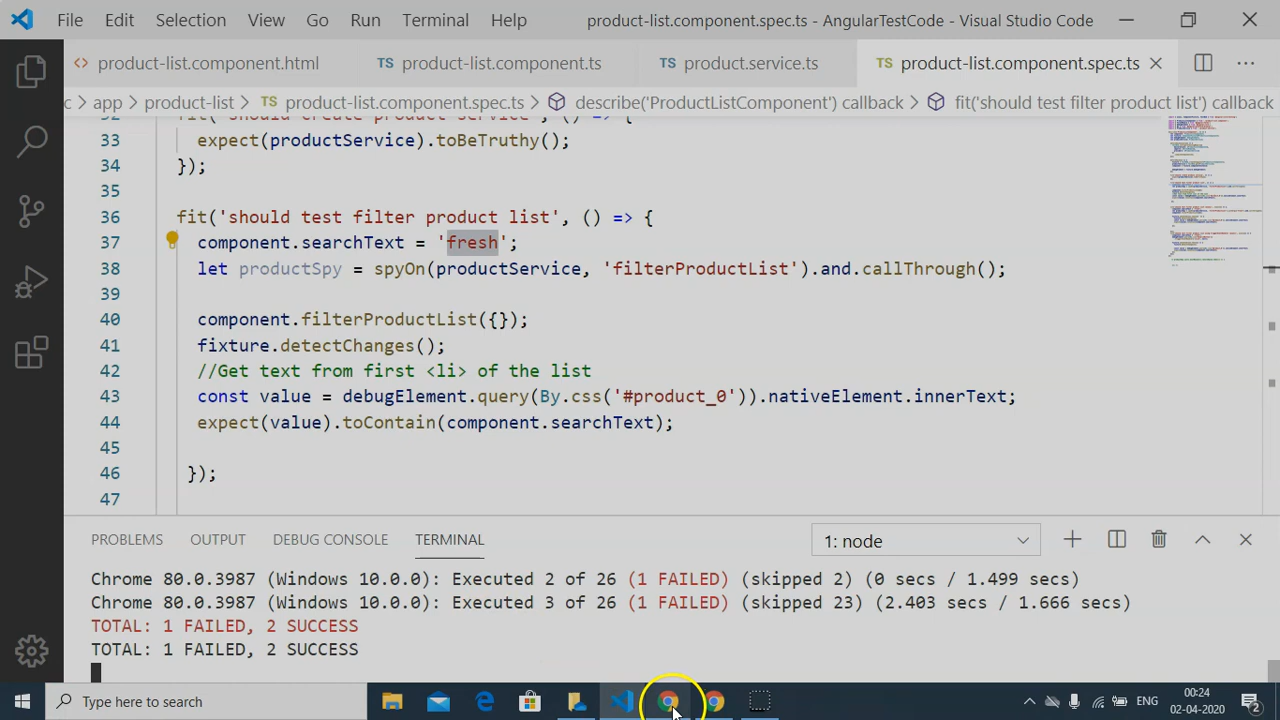 File Edit Selection View Go Run Terminal Help product-list.component.spec.ts - AngularTestCode - Visual Studio Code
product-list.component.html TS product-list.component.ts TS product.service.ts TS product-list.component.spec.ts
c > app > product-list > TS product-list.component.spec.ts > describe('ProductListComponent') callback > fit('should test filter product list') callback
32 fit('should create product service', () => {
33 expect(productService).toBeTruthy();
34 });
35
36 fit('should test filter product list', () => {
37 component.searchText = 'fresh';
38 let productSpy = spyOn(productService, 'filterProductList').and.callThrough();
39
40 component.filterProductList({});
41 fixture.detectChanges();
42 //Get text from first <li> of the list
43 const value = debugElement.query(By.css('#product_0')).nativeElement.innerText;
44 expect(value).toContain(component.searchText);
45
46 });
47
PROBLEMS OUTPUT DEBUG CONSOLE TERMINAL 1: node
Chrome 80.0.3987 (Windows 10.0.0): Executed 2 of 26 (1 FAILED) (skipped 2) (0 secs / 1.499 secs)
Chrome 80.0.3987 (Windows 10.0.0): Executed 3 of 26 (1 FAILED) (skipped 23) (2.403 secs / 1.666 secs)
TOTAL: 1 FAILED, 2 SUCCESS
TOTAL: 1 FAILED, 2 SUCCESS
Type here to search ENG 00:24
02-04-2020 2